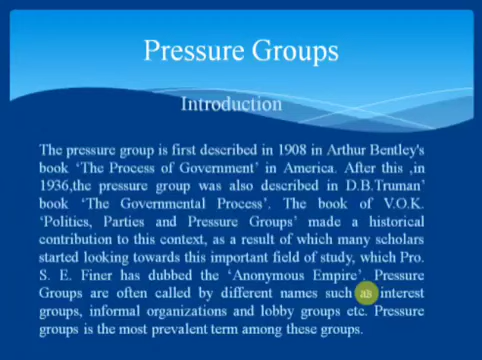 Pressure Groups
Introduction
The pressure group is first described in 1908 in Arthur Bentley's
book ‘The Process of Government’ in America. After this ,in
1936,the pressure group was also described in D.B.Truman’
book ‘The Governmental Process’. The book of V.O.K.
‘Politics, Parties and Pressure Groups’ made a historical
contribution to this context, as a result of which many scholars
started looking towards this important field of study, which Pro.
S. E. Finer has dubbed the ‘Anonymous Empire’. Pressure
Groups are often called by different names such as interest
groups, informal organizations and lobby groups etc. Pressure
groups is the most prevalent term among these groups.